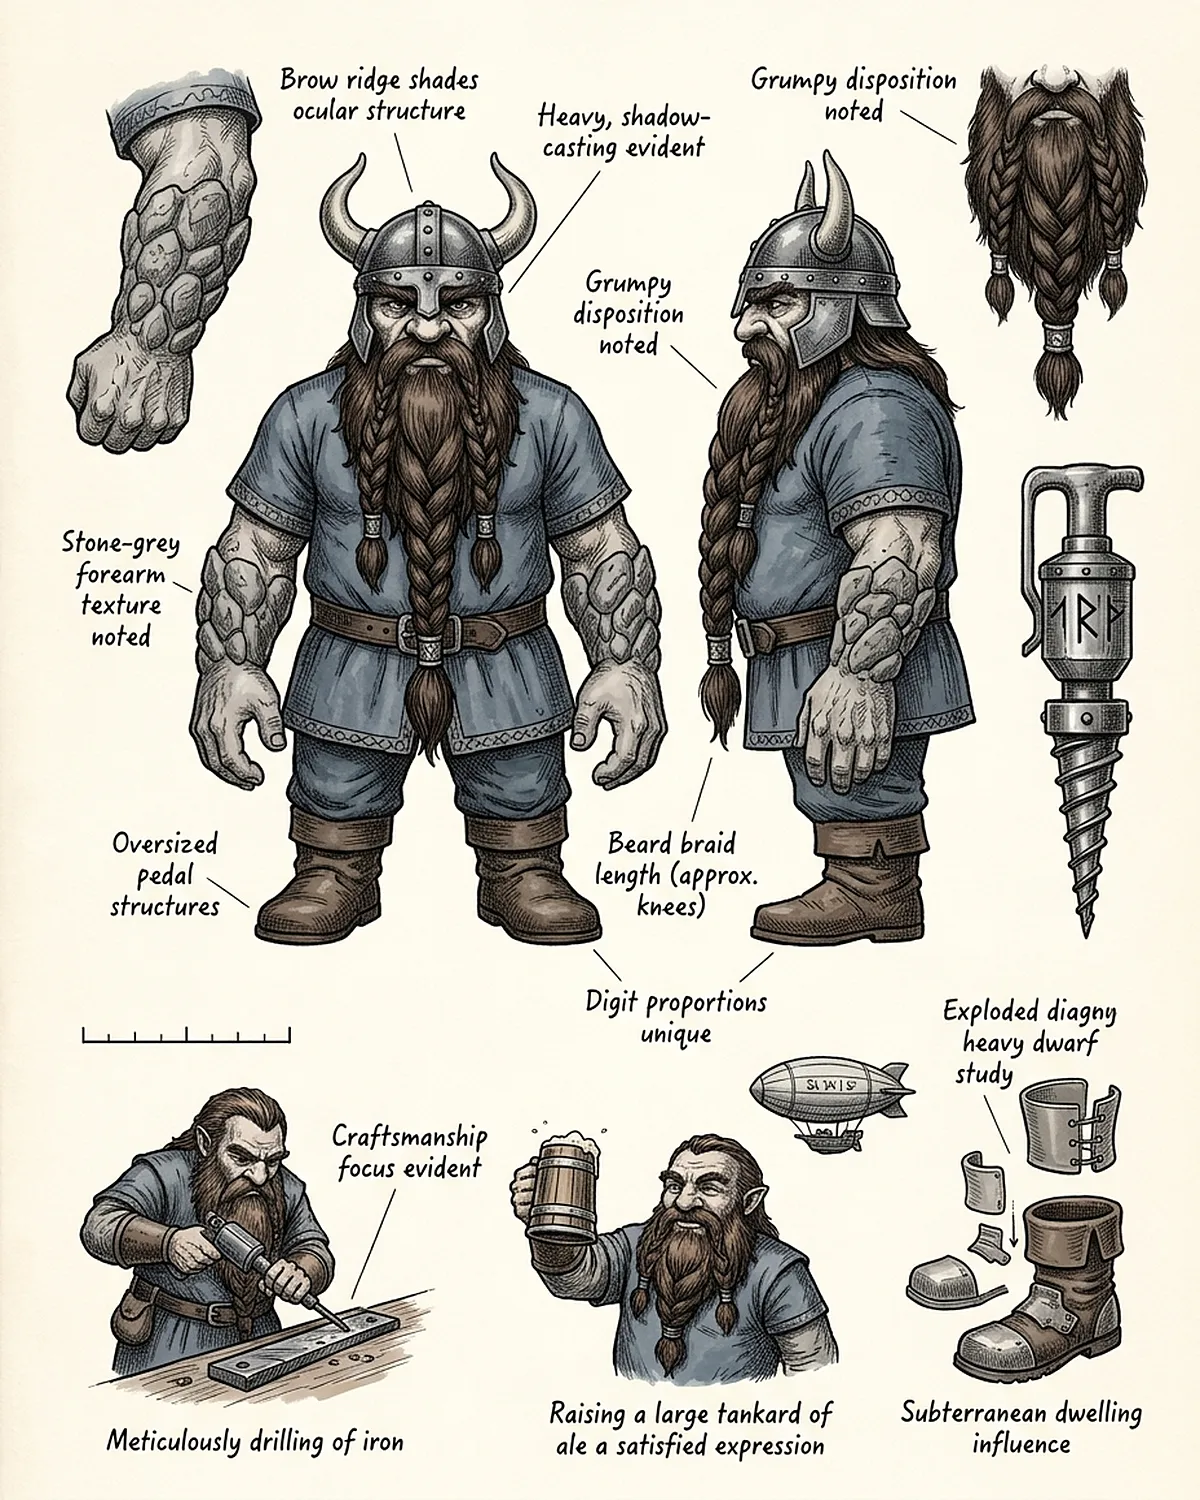 Brow ridge shades
ocular structure
Heavy, shadow-
casting evident
Grumpy disposition
noted
Grumpy
disposition
noted
Stone-grey
forearm
texture
noted
ᛏᚱᚹ
Oversized
pedal
structures
Beard braid
length (approx.
knees)
Digit proportions
unique
Exploded diagny
heavy dwarf
study
Craftsmanship
focus evident
Meticulously drilling of iron
Raising a large tankard of
ale a satisfied expression
Subterranean dwelling
influence